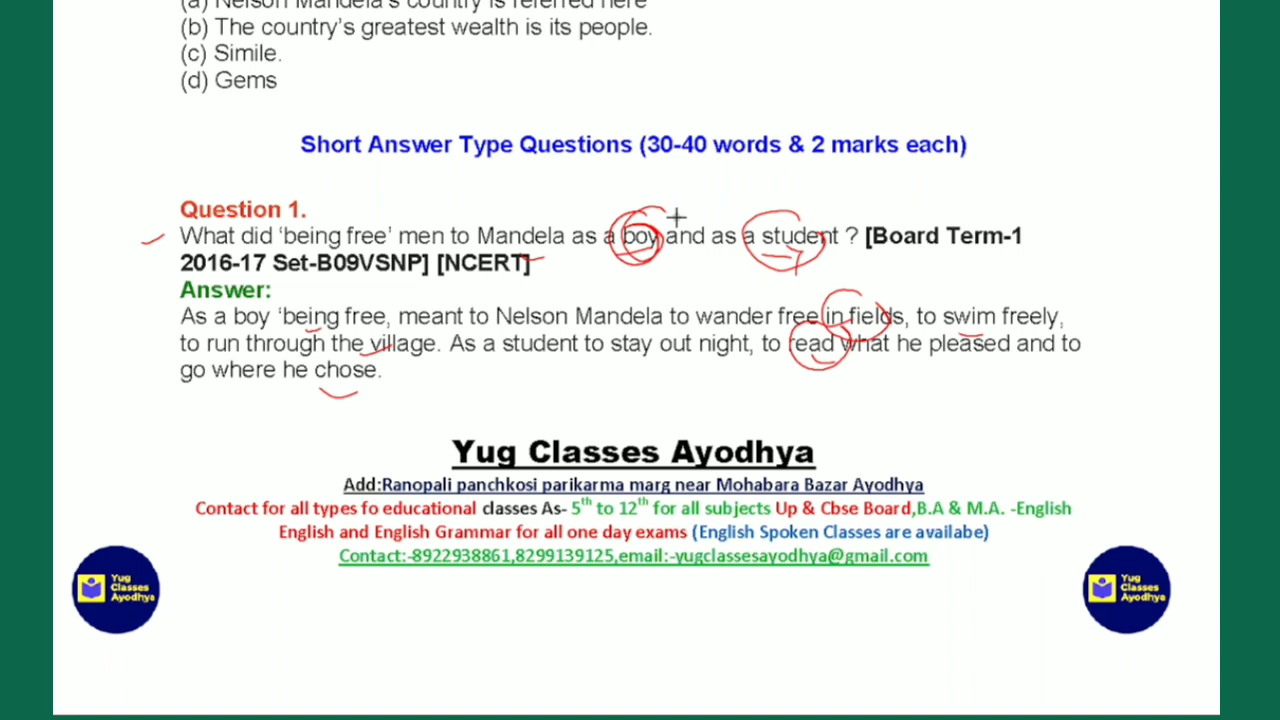 (a) Nelson Mandela's country is referred here
(b) The country's greatest wealth is its people.
(c) Simile.
(d) Gems
Short Answer Type Questions (30-40 words & 2 marks each)
Question 1.
What did 'being free' men to Mandela as a boy and as a student ? [Board Term-1
2016-17 Set-B09VSNP] [NCERT]
Answer:
As a boy 'being free, meant to Nelson Mandela to wander free in fields, to swim freely,
to run through the village. As a student to stay out night, to read what he pleased and to
go where he chose.
Yug Classes Ayodhya
Add:Ranopali panchkosi parikarma marg near Mohabara Bazar Ayodhya
Contact for all types fo educational classes As- 5th to 12th for all subjects Up & Cbse Board,B.A & M.A. -English
English and English Grammar for all one day exams (English Spoken Classes are availabe)
Contact:-8922938861,8299139125,email:-yugclassesayodhya@gmail.com
Yug
Classes
Ayodhya
Yug
Classes
Ayodhya